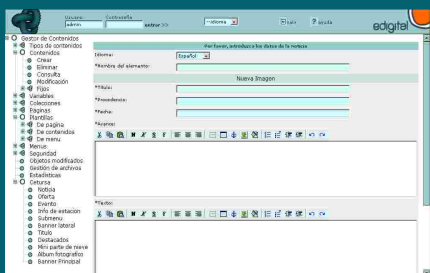 Usuario
Contraseña
admin
entrar >>
Idioma
Main
Ayuda
edigital
Gestor de Contenidos
Tipos de contenidos
Contenidos
Crear
Eliminar
Consulta
Modificación
Fijos
Variables
Colecciones
Páginas
Plantillas
De pagina
De contenidos
De menu
Menus
Seguridad
Objetos modificados
Gestión de archivos
Estadísticas
Cetursa
Noticia
Oferta
Evento
Info de estacion
Submenu
Banner lateral
Titulo
Destacados
Mini parte de nieve
Album fotografico
Banner Principal
Por favor, introduzca los datos de la noticia
Idioma:
Español
*Nombre del elemento:
Nueva Imagen
*Título:
*Procedencia:
*Fecha:
*Avance:
*Texto: